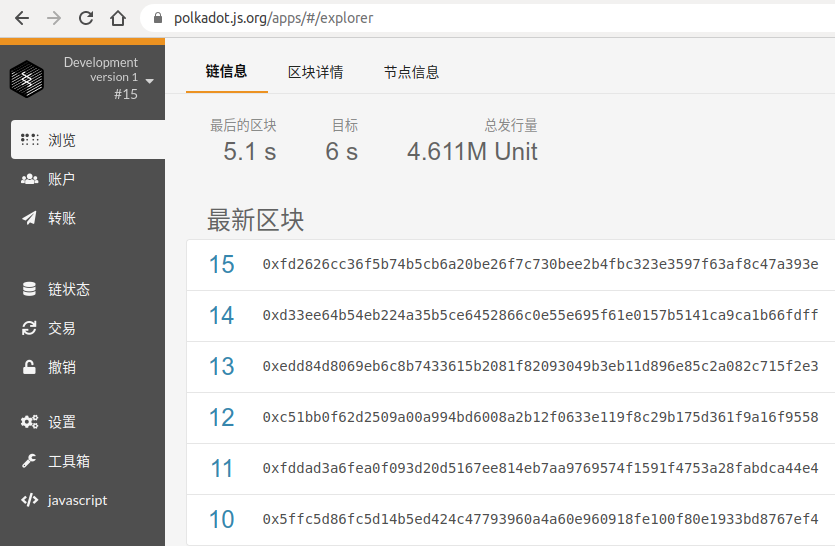 polkadot.js.org/apps/#/explorer
Development
version 1
#15
浏览
账户
转账
链状态
交易
撤销
设置
工具箱
javascript
链信息 区块详情 节点信息
最后的区块 目标 总发行量
5.1 s 6 s 4.611M Unit
最新区块
15 0xfd2626cc36f5b74b5cb6a20be26f7c730bee2b4fbc323e3597f63af8c47a393e
14 0xd33ee64b54eb224a35b5ce6452866c0e55e695f61e0157b5141ca9ca1b66fdff
13 0xedd84d8069eb6c8b7433615b2081f82093049b3eb11d896e85c2a082c715f2e3
12 0xc51bb0f62d2509a00a994bd6008a2b12f0633e119f8c29b175d361f9a16f9558
11 0xfddad3a6fea0f093d20d5167ee814eb7aa9769574f1591f4753a28fabdca44e4
10 0x5ffc5d86fc5d14b5ed424c47793960a4a60e960918fe100f80e1933bd8767ef4